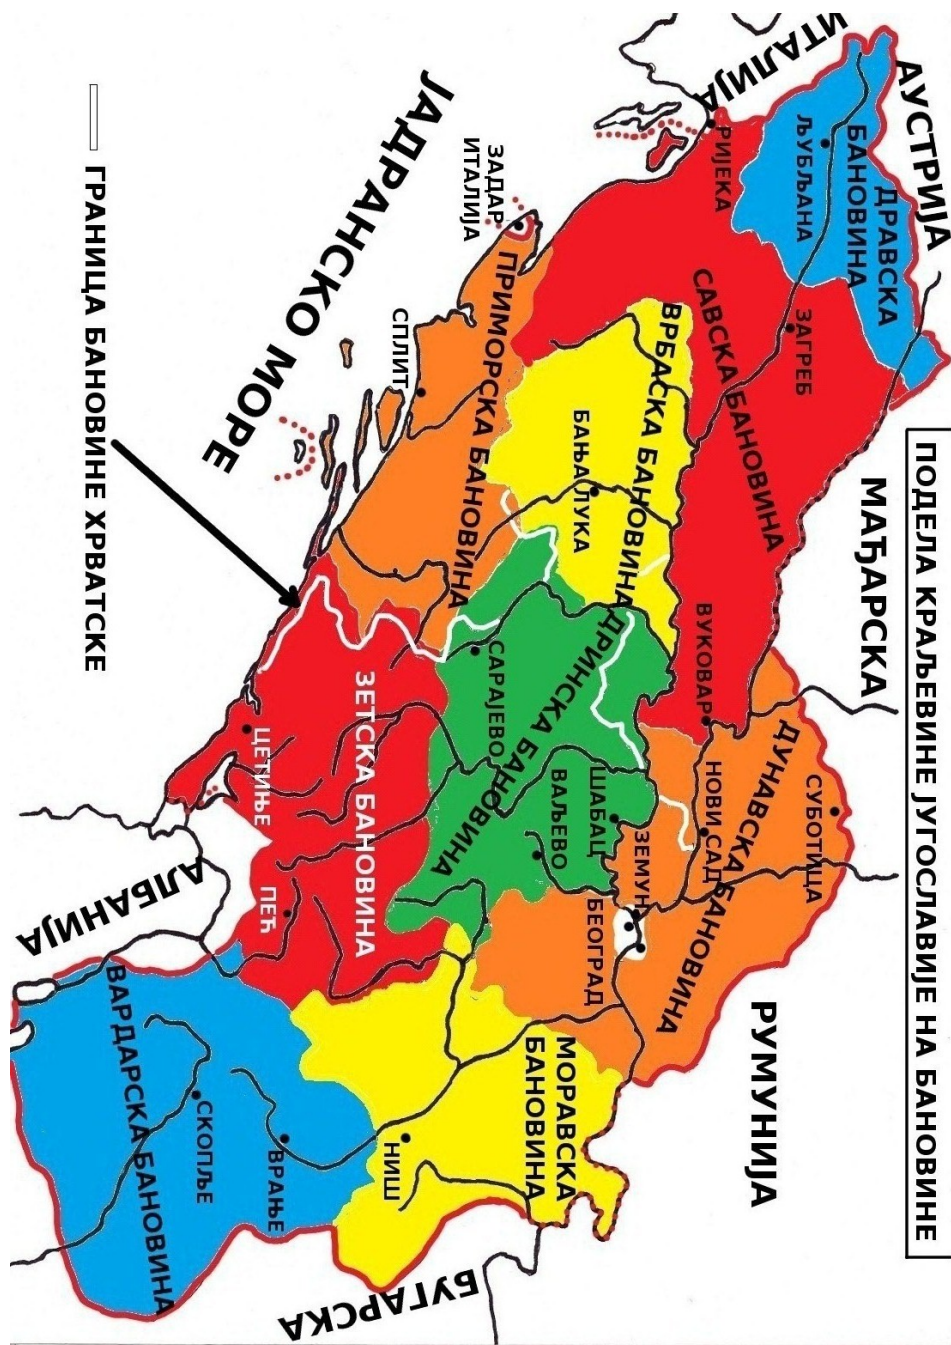 ПОДЕЛА КРАЉЕВИНЕ ЈУГОСЛАВИЈЕ НА БАНОВИНЕ
АУСТРИЈА
ИТАЛИЈА
МАЂАРСКА
РУМУНИЈА
БУГАРСКА
АЛБАНИЈА
ЈАДРАНСКО МОРЕ
ДРАВСКА
БАНОВИНА
ЉУБЉАНА
РИЈЕКА
САВСКА БАНОВИНА
ЗАГРЕБ
ВУКОВАР
ВРБАСКА БАНОВИНА
БАЊАЛУКА
ПРИМОРСКА БАНОВИНА
ЗАДАР
ИТАЛИЈА
СПЛИТ
ДРИНСКА БАНОВИНА
САРАЈЕВО
ШАБАЦ
ВАЉЕВО
ДУНАВСКА БАНОВИНА
СУБОТИЦА
НОВИ САД
ЗЕМУН
БЕОГРАД
ЗЕТСКА БАНОВИНА
ЦЕТИЊЕ
ПЕЋ
МОРАВСКА
БАНОВИНА
НИШ
ВАРДАРСКА БАНОВИНА
СКОПЉЕ
ВРАЊЕ
ГРАНИЦА БАНОВИНЕ ХРВАТСКЕ